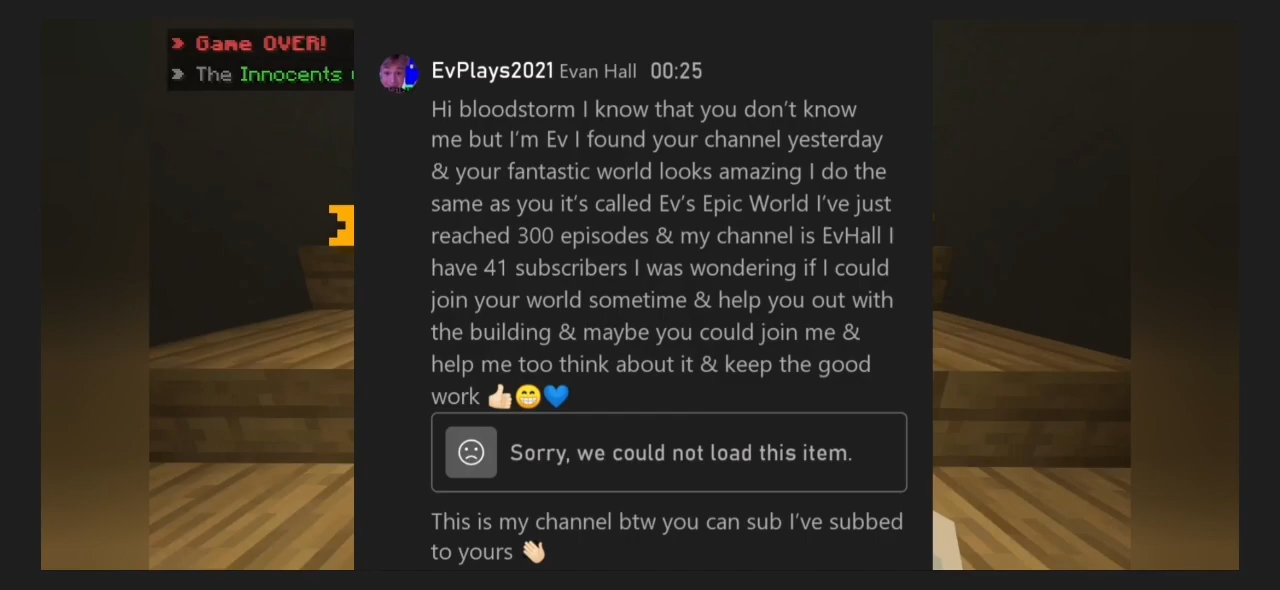 » Game OVER!
» The Innocents
EvPlays2021 Evan Hall 00:25
Hi bloodstorm I know that you don't know
me but I'm Ev I found your channel yesterday
& your fantastic world looks amazing I do the
same as you it's called Ev's Epic World I've just
reached 300 episodes & my channel is EvHall I
have 41 subscribers I was wondering if I could
join your world sometime & help you out with
the building & maybe you could join me &
help me too think about it & keep the good
work 👍🏻😁💙
Sorry, we could not load this item.
This is my channel btw you can sub I've subbed
to yours 👋🏻